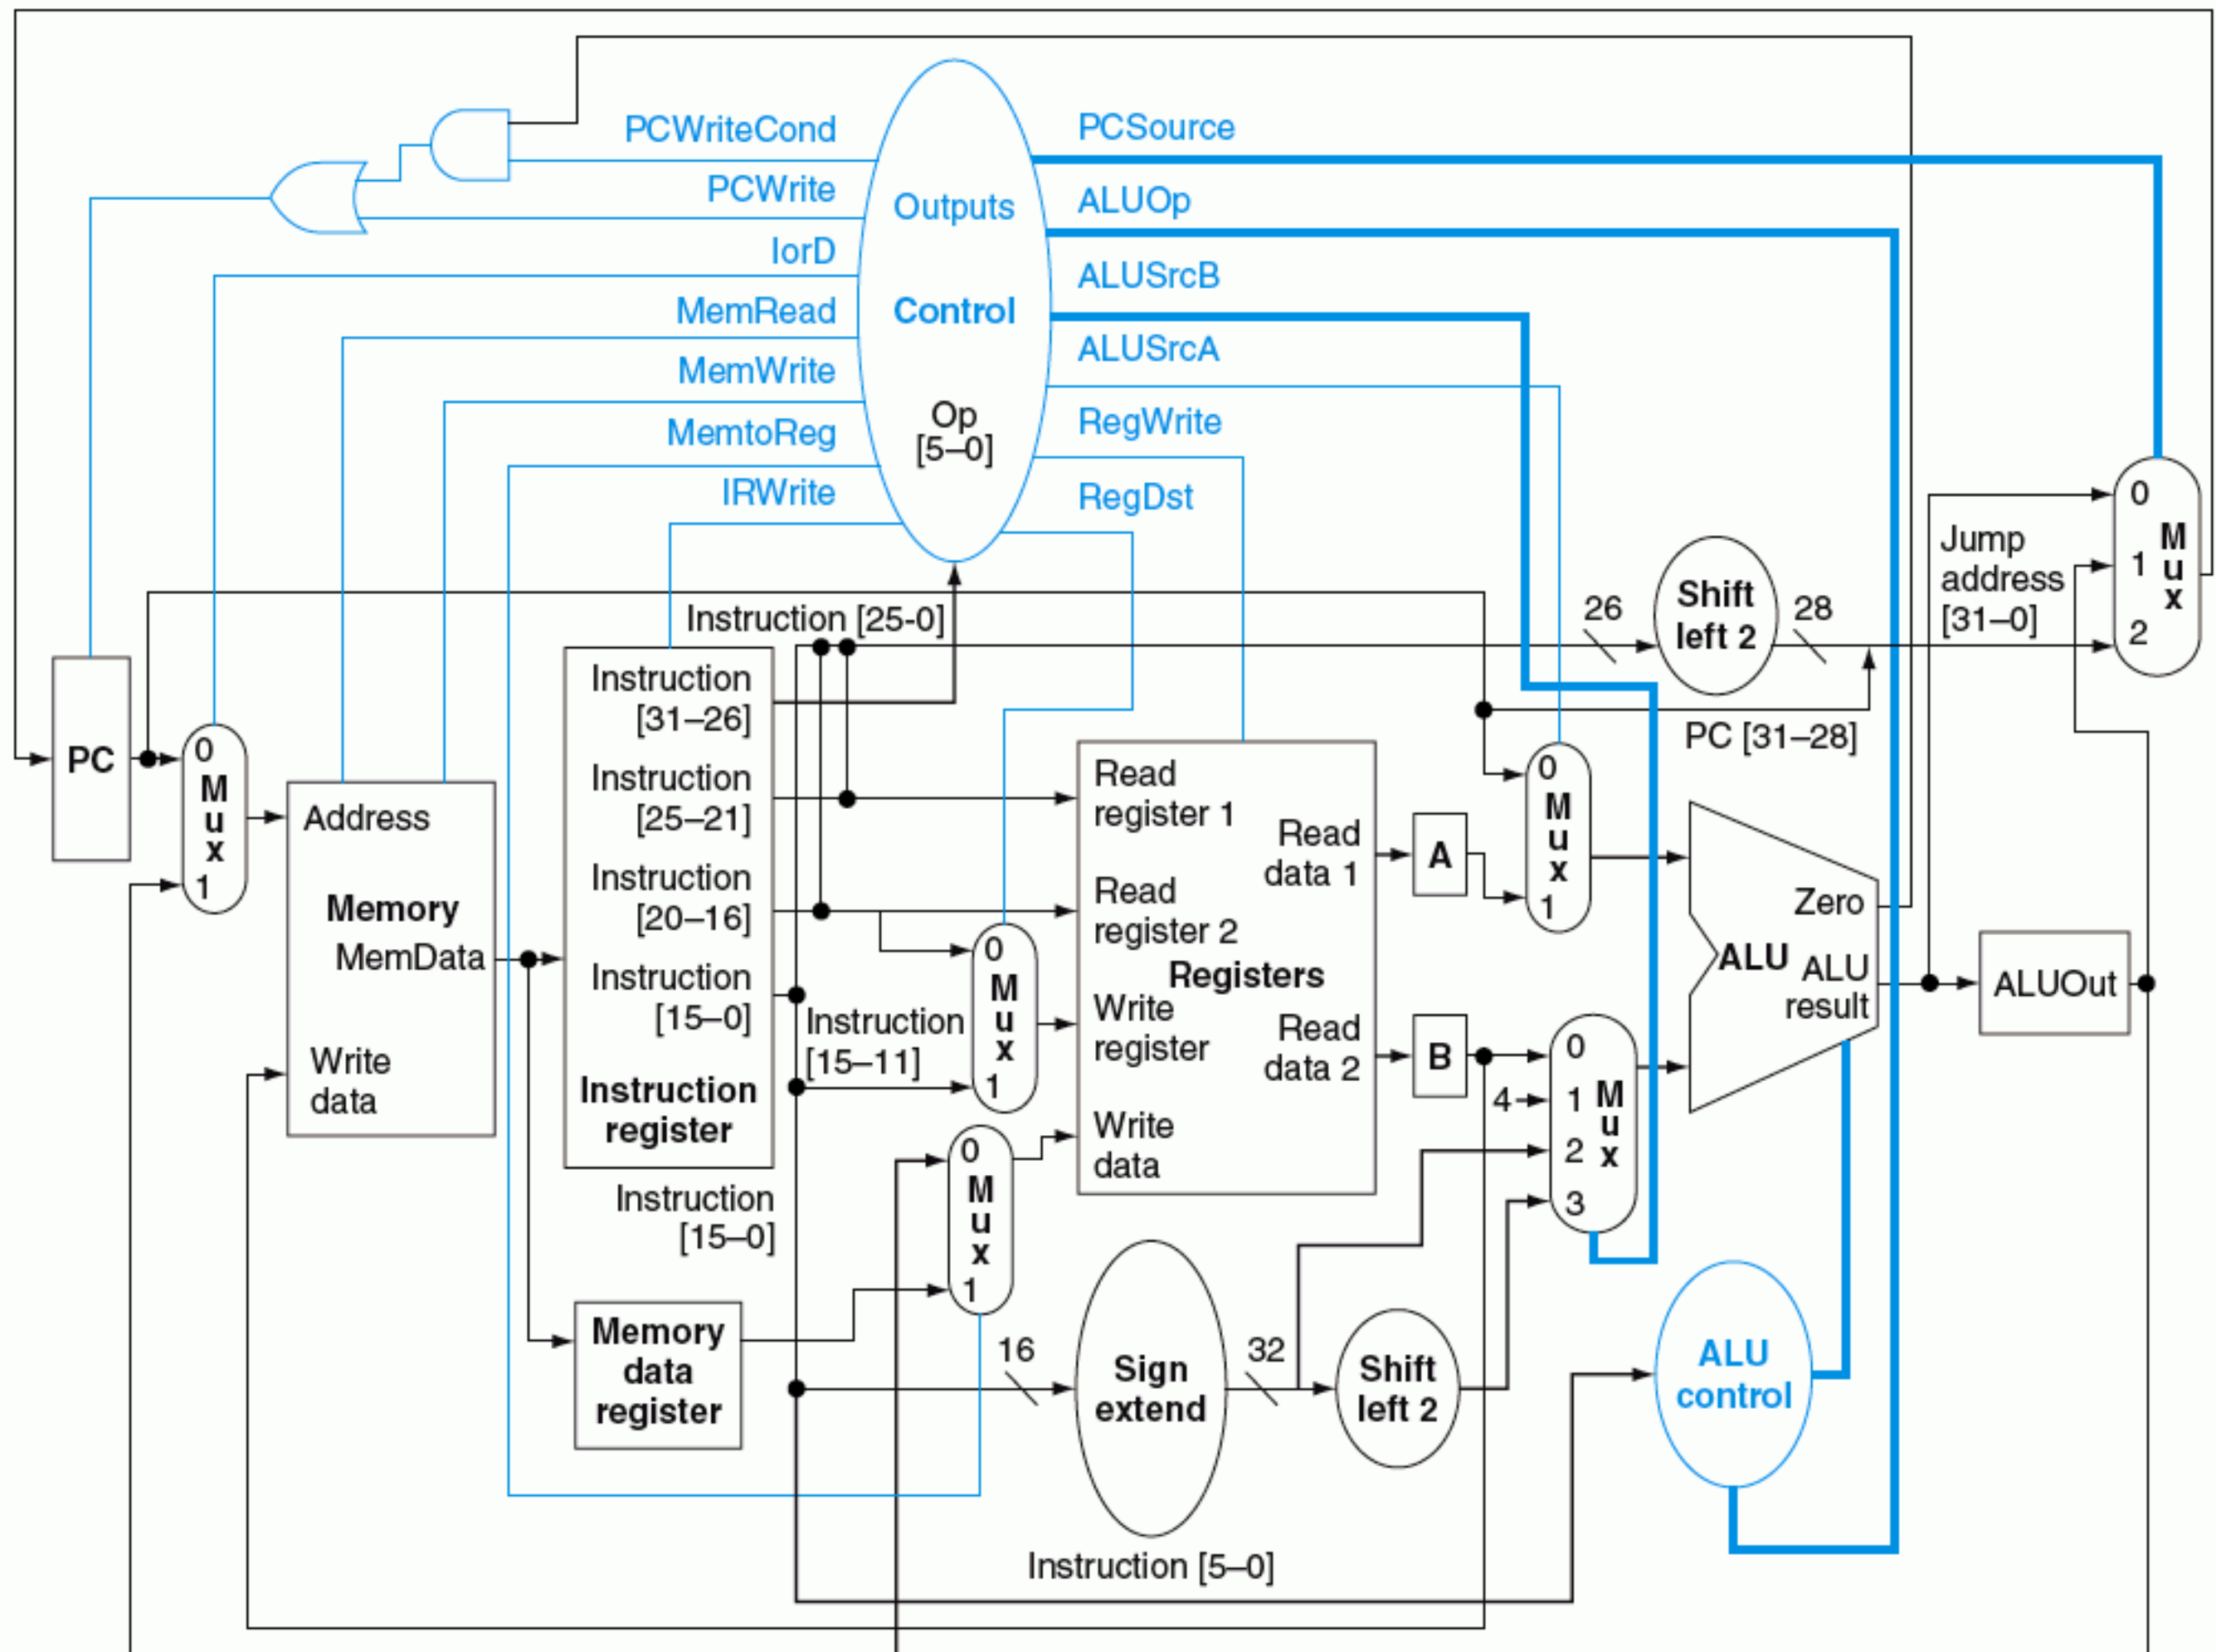 PCWriteCond
PCWrite
IorD
MemRead
MemWrite
MemtoReg
IRWrite
Outputs
Control
Op
[5–0]
PCSource
ALUOp
ALUSrcB
ALUSrcA
RegWrite
RegDst
PC
0
M
u
x
1
Address
Memory
MemData
Write
data
Instruction [25-0]
Instruction
[31–26]
Instruction
[25–21]
Instruction
[20–16]
Instruction
[15–0]
Instruction
register
Instruction
[15–0]
Memory
data
register
Instruction
[15–11]
0
M
u
x
1
0
M
u
x
1
Read
register 1
Read
register 2
Registers
Write
register
Write
data
Read
data 1
Read
data 2
16
Sign
extend
32
Shift
left 2
Instruction [5–0]
A
B
4
0
M
u
x
1
0
1
2
3
M
u
x
26
Shift
left 2
28
PC [31–28]
Jump
address
[31–0]
0
1
2
M
u
x
Zero
ALU
ALU
result
ALUOut
ALU
control